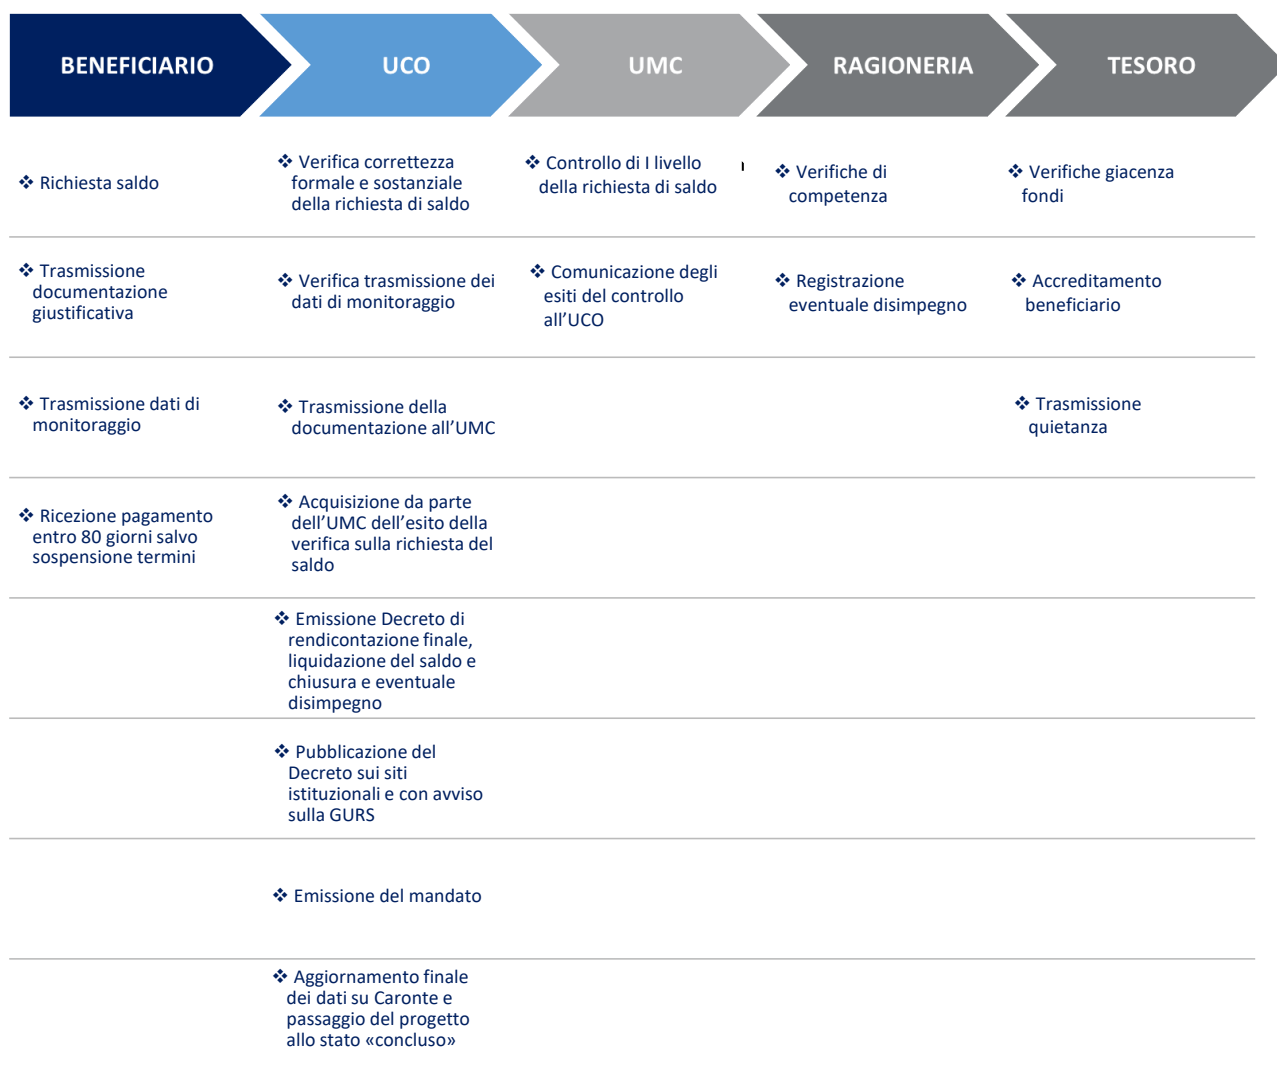 BENEFICIARIO
UCO
UMC
RAGIONERIA
TESORO
❖ Richiesta saldo
❖ Verifica correttezza
formale e sostanziale
della richiesta di saldo
❖ Controllo di I livello
della richiesta di saldo
❖ Verifiche di
competenza
❖ Verifiche giacenza
fondi
❖ Trasmissione
documentazione
giustificativa
❖ Verifica trasmissione dei
dati di monitoraggio
❖ Comunicazione degli
esiti del controllo
all’UCO
❖ Registrazione
eventuale disimpegno
❖ Accreditamento
beneficiario
❖ Trasmissione dati di
monitoraggio
❖ Trasmissione della
documentazione all’UMC
❖ Trasmissione
quietanza
❖ Ricezione pagamento
entro 80 giorni salvo
sospensione termini
❖ Acquisizione da parte
dell’UMC dell’esito della
verifica sulla richiesta del
saldo
❖ Emissione Decreto di
rendicontazione finale,
liquidazione del saldo e
chiusura e eventuale
disimpegno
❖ Pubblicazione del
Decreto sui siti
istituzionali e con avviso
sulla GURS
❖ Emissione del mandato
❖ Aggiornamento finale
dei dati su Caronte e
passaggio del progetto
allo stato «concluso»